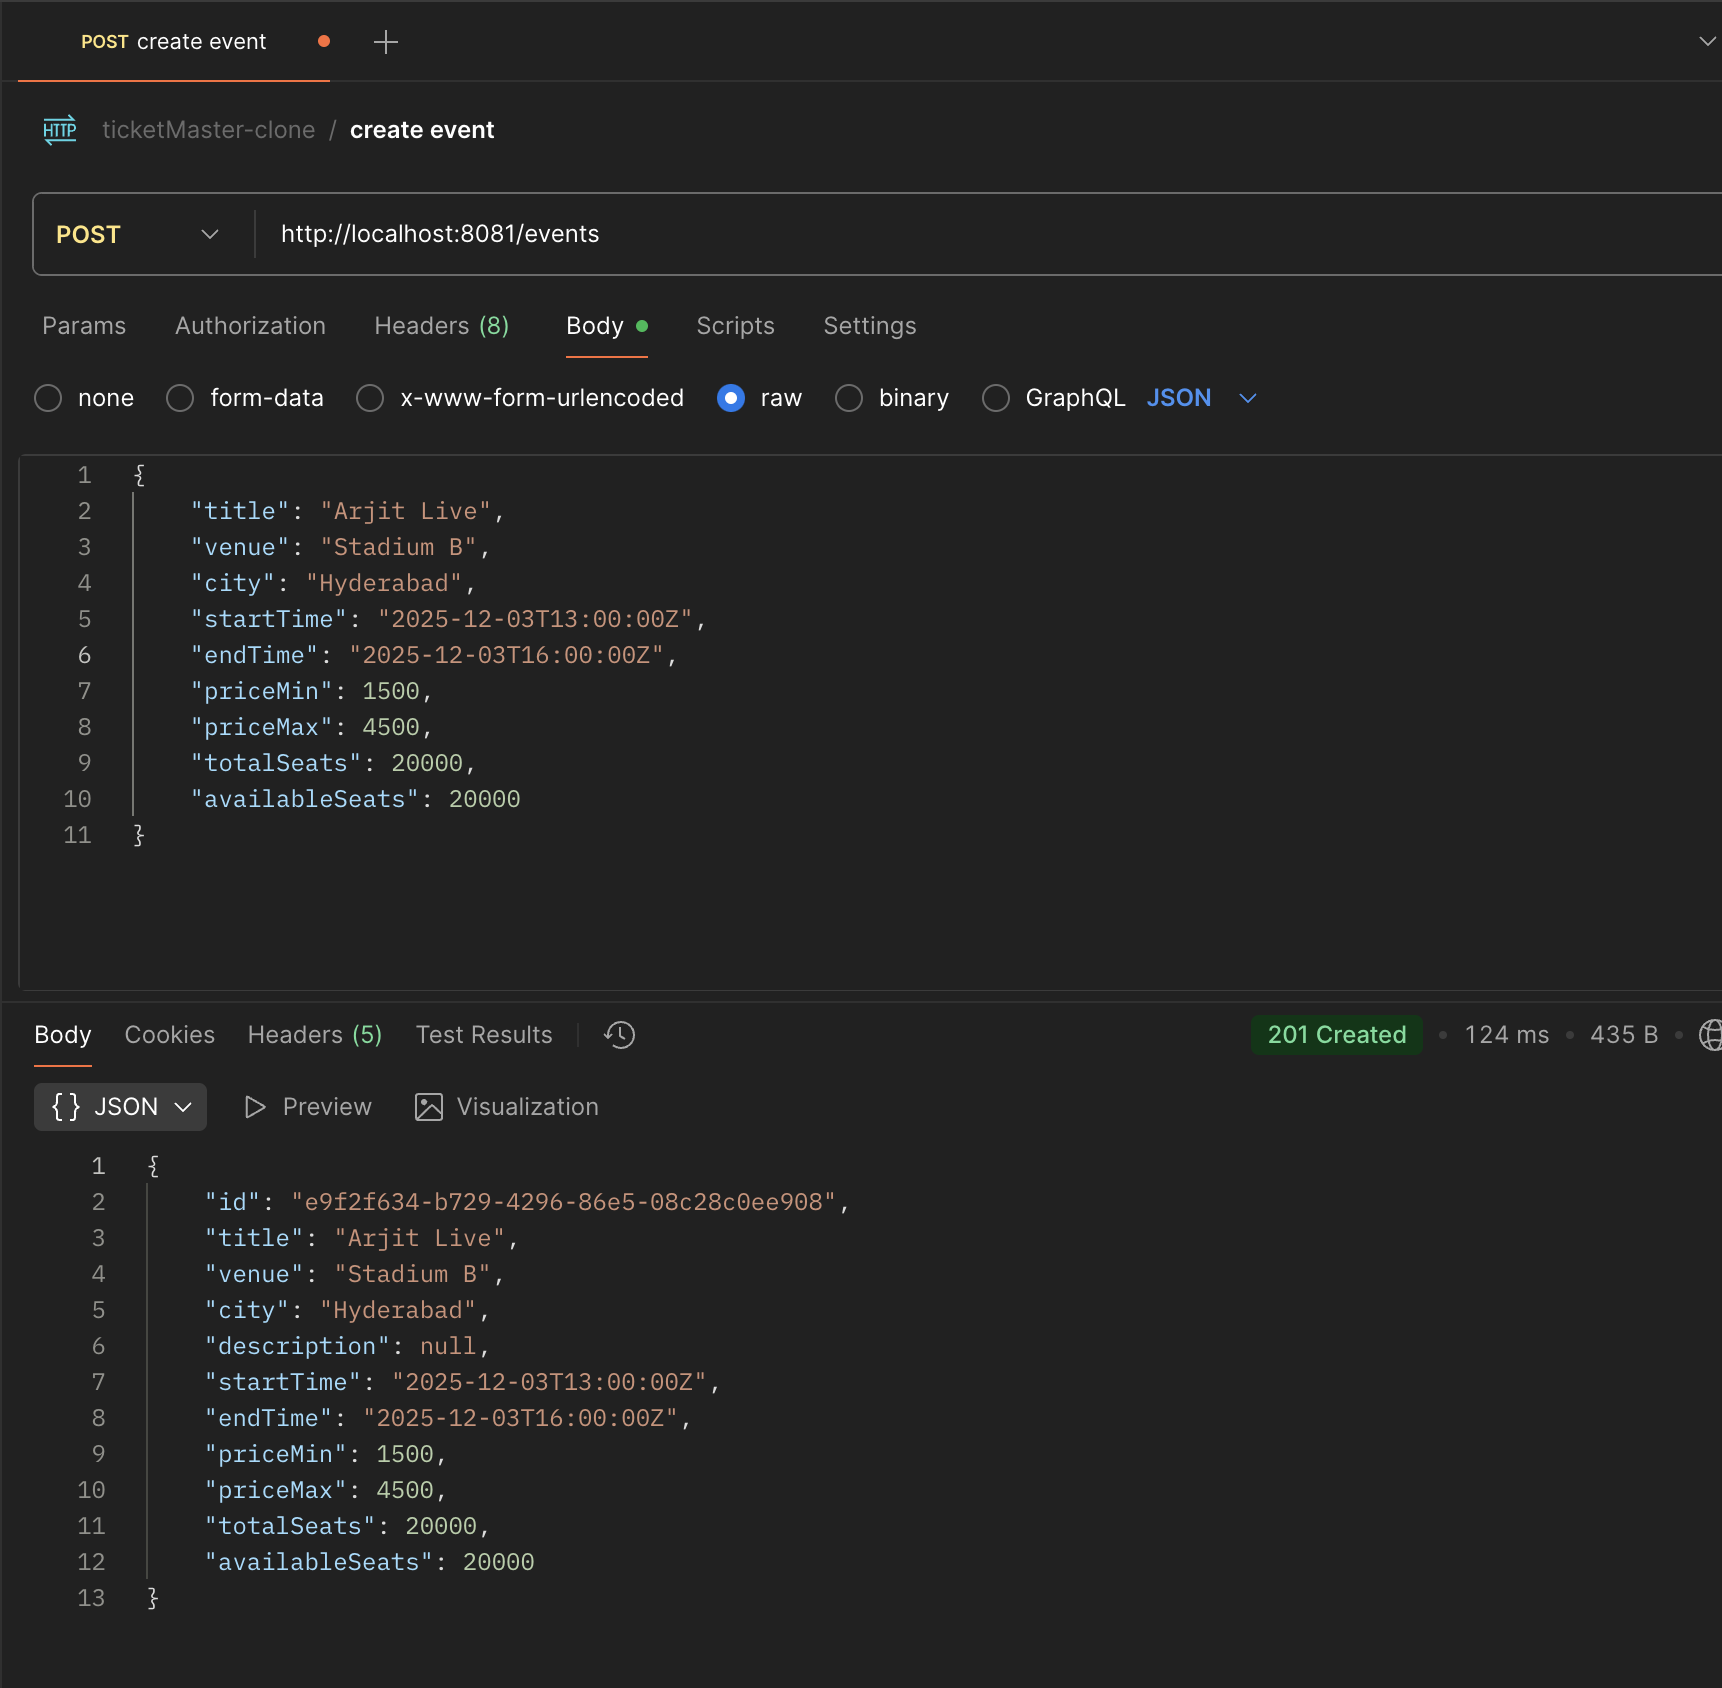 POST create event
HTTP ticketMaster-clone / create event
POST http://localhost:8081/events
Params Authorization Headers (8) Body Scripts Settings
none form-data x-www-form-urlencoded raw binary GraphQL JSON
1 {
2 "title": "Arjit Live",
3 "venue": "Stadium B",
4 "city": "Hyderabad",
5 "startTime": "2025-12-03T13:00:00Z",
6 "endTime": "2025-12-03T16:00:00Z",
7 "priceMin": 1500,
8 "priceMax": 4500,
9 "totalSeats": 20000,
10 "availableSeats": 20000
11 }
Body Cookies Headers (5) Test Results 201 Created • 124 ms • 435 B •
{} JSON Preview Visualization
1 {
2 "id": "e9f2f634-b729-4296-86e5-08c28c0ee908",
3 "title": "Arjit Live",
4 "venue": "Stadium B",
5 "city": "Hyderabad",
6 "description": null,
7 "startTime": "2025-12-03T13:00:00Z",
8 "endTime": "2025-12-03T16:00:00Z",
9 "priceMin": 1500,
10 "priceMax": 4500,
11 "totalSeats": 20000,
12 "availableSeats": 20000
13 }